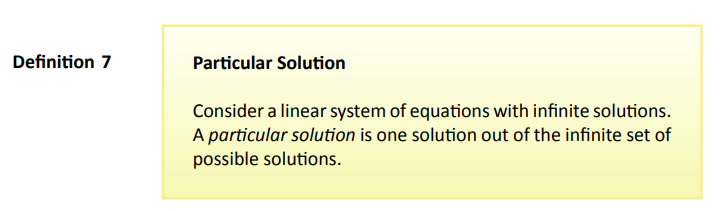 Definition 7
Particular Solution
Consider a linear system of equations with infinite solutions.
A particular solution is one solution out of the infinite set of
possible solutions.